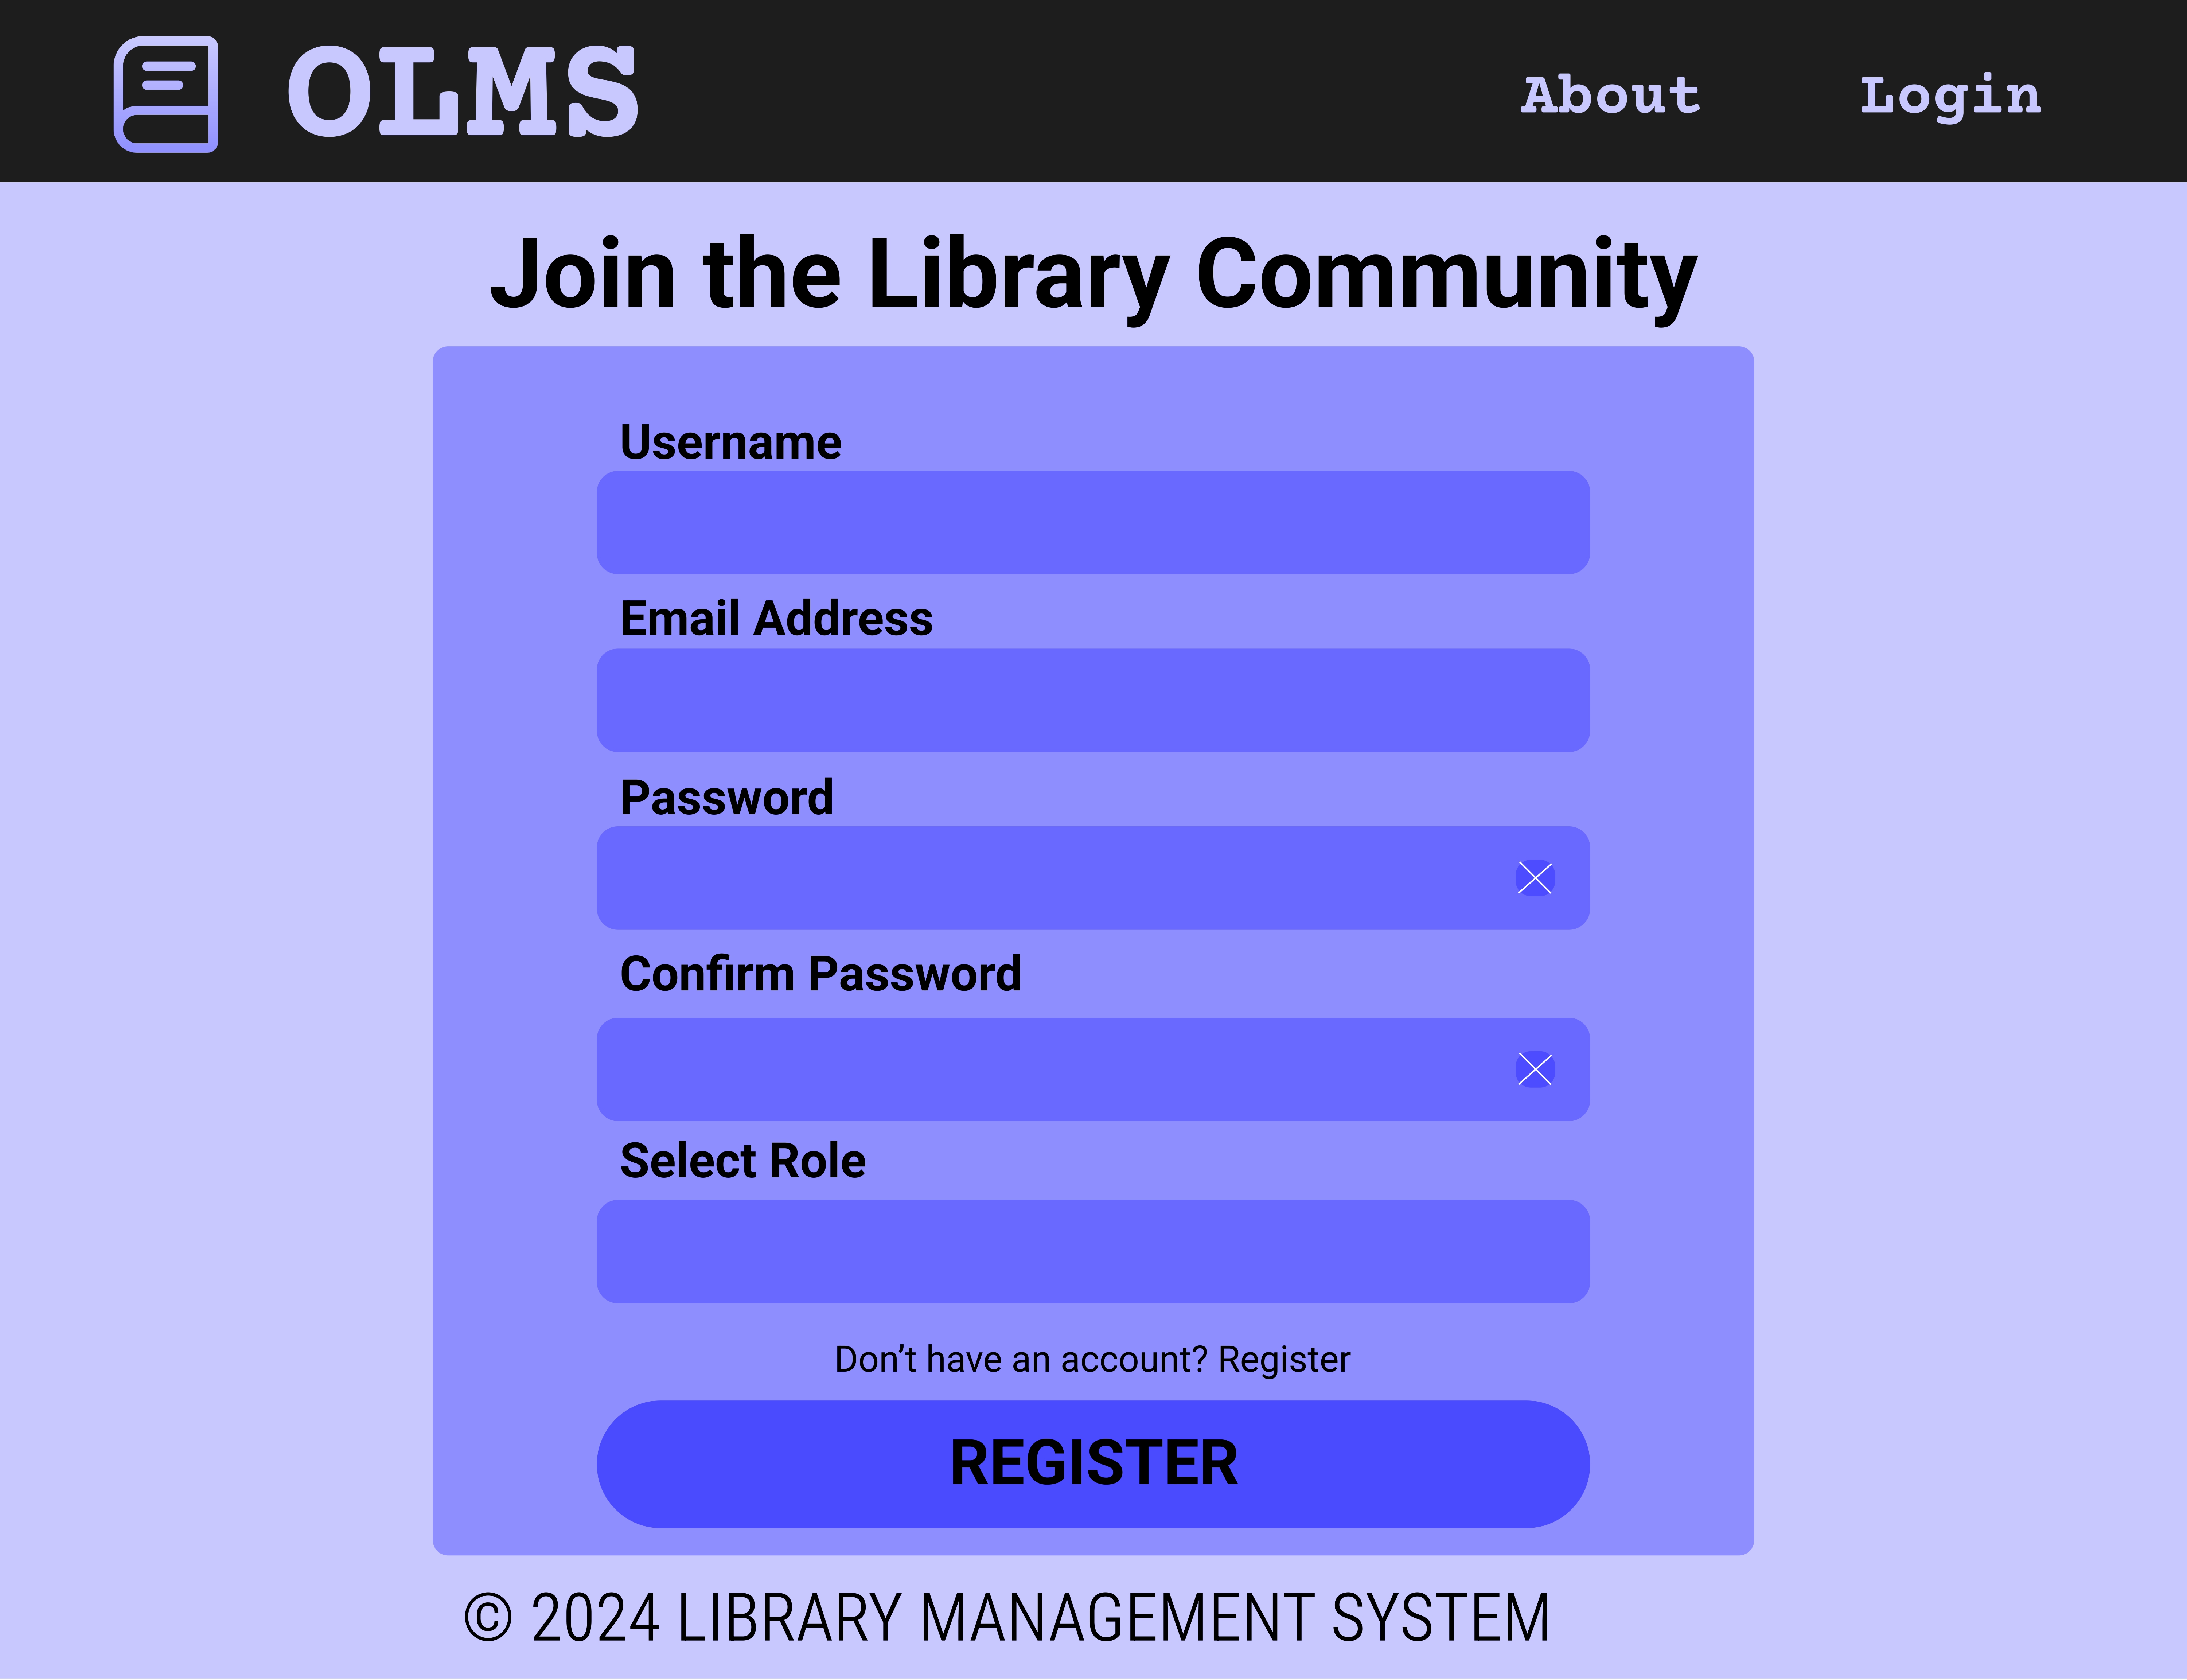 OLMS
About
Login
Join the Library Community
Username
Email Address
Password
Confirm Password
Select Role
Don’t have an account? Register
REGISTER
© 2024 LIBRARY MANAGEMENT SYSTEM